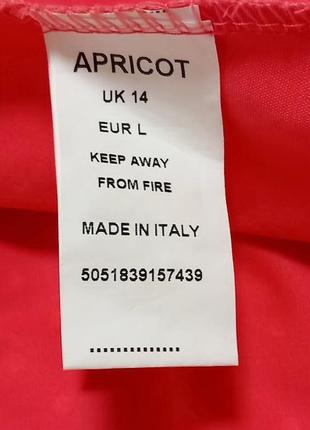 APRICOT
UK 14
EUR L
KEEP AWAY
FROM FIRE
MADE IN ITALY
5051839157439
................